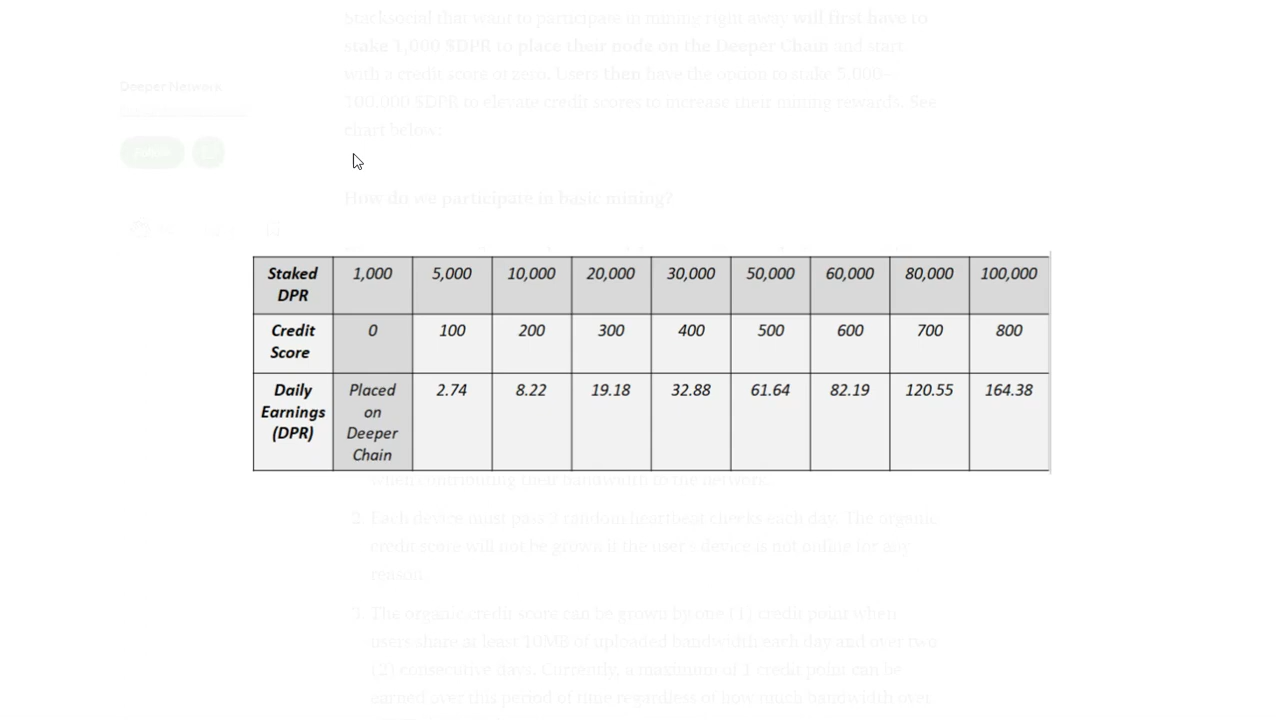 Stacksocial that want to participate in mining right away will first have to
stake 1,000 $DPR to place their node on the Deeper Chain and start
with a credit score of zero. Users then have the option to stake 5,000—
100,000 $DPR to elevate credit scores to increase their mining rewards. See
chart below:
Deeper Network
How do we participate in basic mining?
Staked DPR 1,000 5,000 10,000 20,000 30,000 50,000 60,000 80,000 100,000
Credit Score 0 100 200 300 400 500 600 700 800
Daily Earnings (DPR) Placed on Deeper Chain 2.74 8.22 19.18 32.88 61.64 82.19 120.55 164.38
when contributing their bandwidth to the network.
2. Each device must pass 3 random heartbeat checks each day. The organic
credit score will not be grown if the user's device is not online for any
reason.
3. The organic credit score can be grown by one (1) credit point when
users share at least 10MB of uploaded bandwidth each day and over two
(2) consecutive days. Currently, a maximum of 1 credit point can be
earned over this period of time regardless of how much bandwidth over